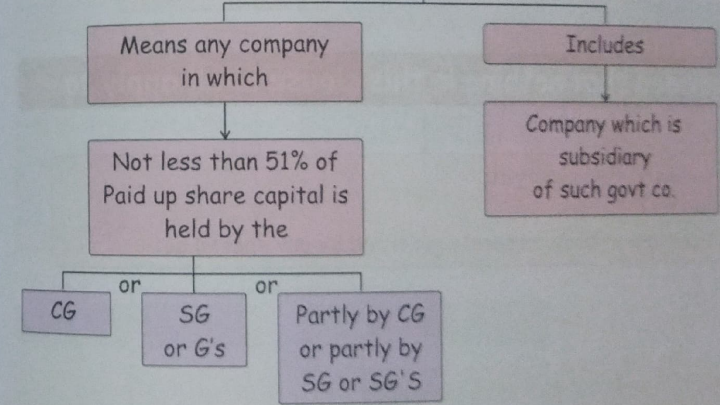 Means any company
in which
Includes
Not less than 51% of
Paid up share capital is
held by the
Company which is
subsidiary
of such govt co.
CG
or
SG
or G's
or
Partly by CG
or partly by
SG or SG'S